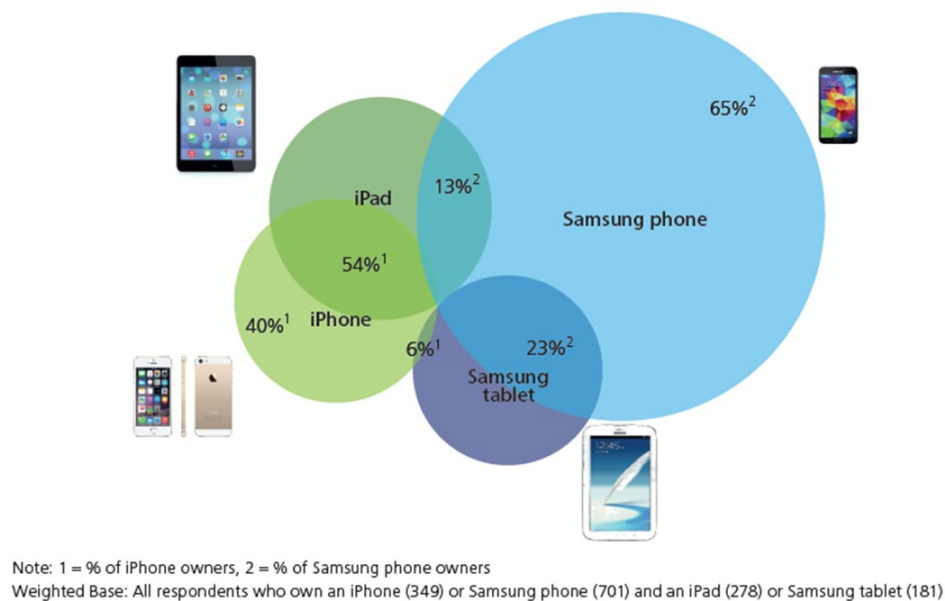 65%2
13%2
iPad
Samsung phone
54%1
40%1
iPhone
6%1
23%2
Samsung
tablet
12:45
Note: 1 = % of iPhone owners, 2 = % of Samsung phone owners
Weighted Base: All respondents who own an iPhone (349) or Samsung phone (701) and an iPad (278) or Samsung tablet (181)